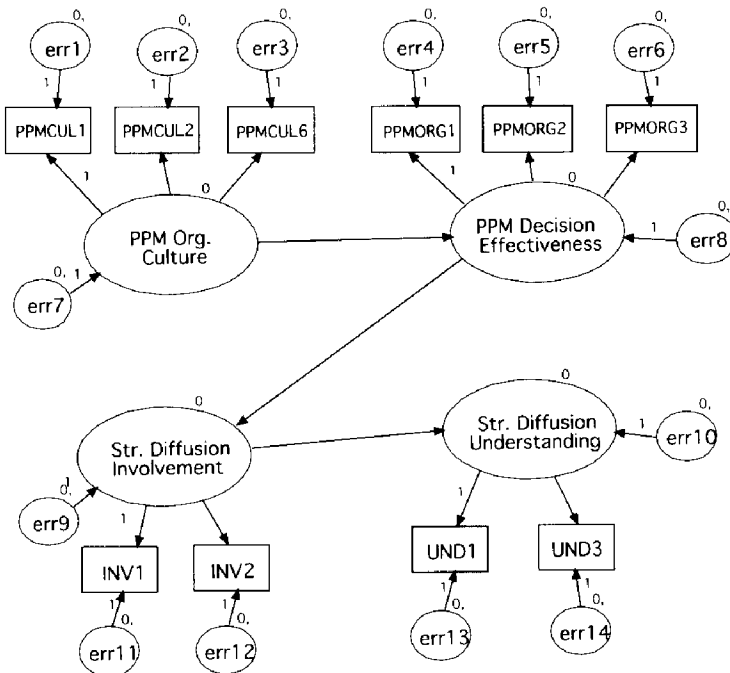 0, 0, 0, 0, 0, 0,
err1 err2 err3 err4 err5 err6
1 1 1 1 1 1
PPMCUL1 PPMCUL2 PPMCUL6 PPMORG1 PPMORG2 PPMORG3
1 0 1 0
PPM Org.
Culture
PPM Decision
Effectiveness
0, 1
err7
1 0,
err8
0 0
Str. Diffusion
Involvement
Str. Diffusion
Understanding
1
0,
err9
1 0,
err10
1 1
INV1 INV2 UND1 UND3
1 0, 1 0, 1 0, 1 0,
err11 err12 err13 err14